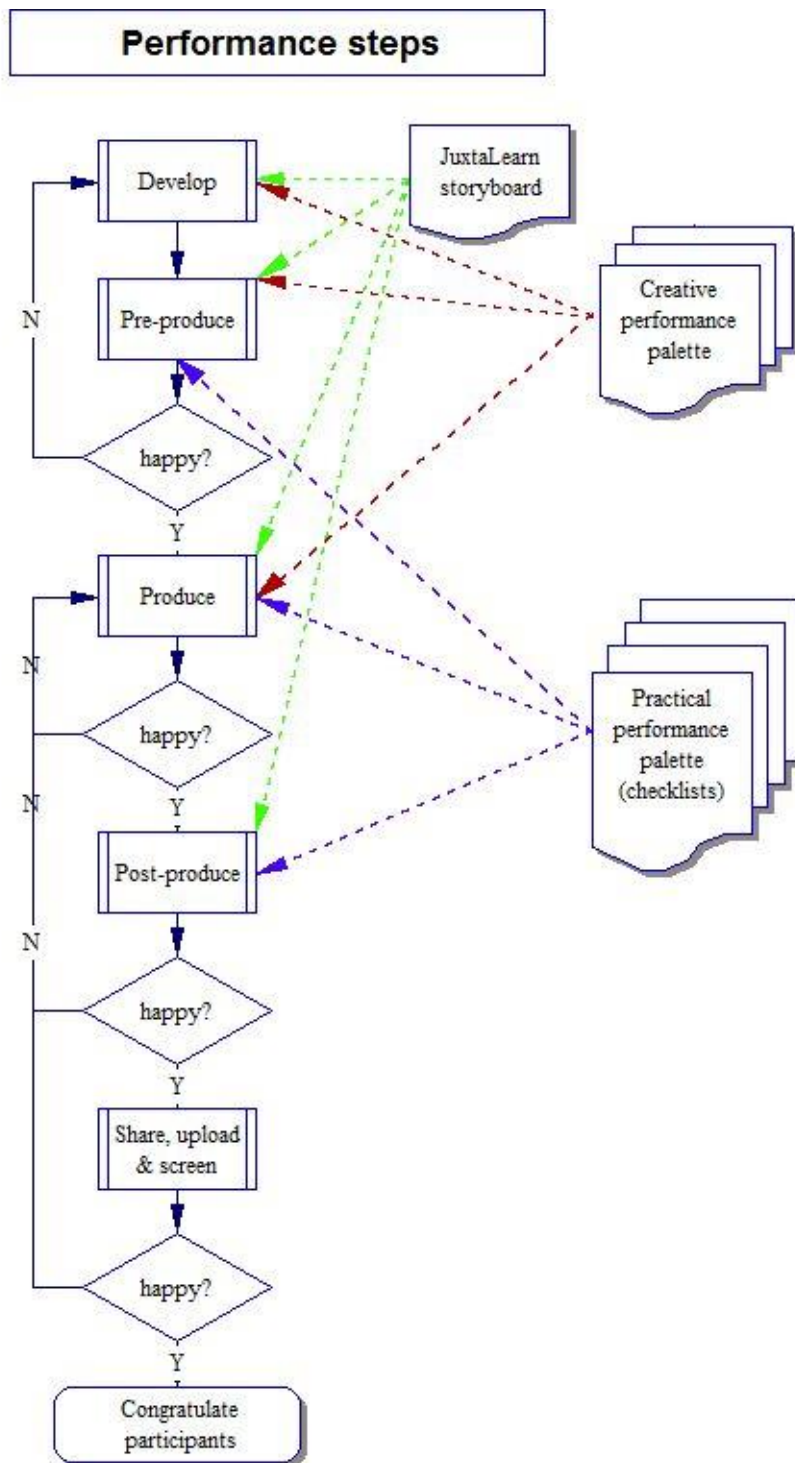 Performance steps
Develop
JuxtaLearn
storyboard
Pre-produce
Creative
performance
palette
N
happy?
Y
Produce
N
happy?
Practical
performance
palette
(checklists)
N
Y
Post-produce
N
happy?
Y
Share, upload
& screen
happy?
Y
Congratulate
participants